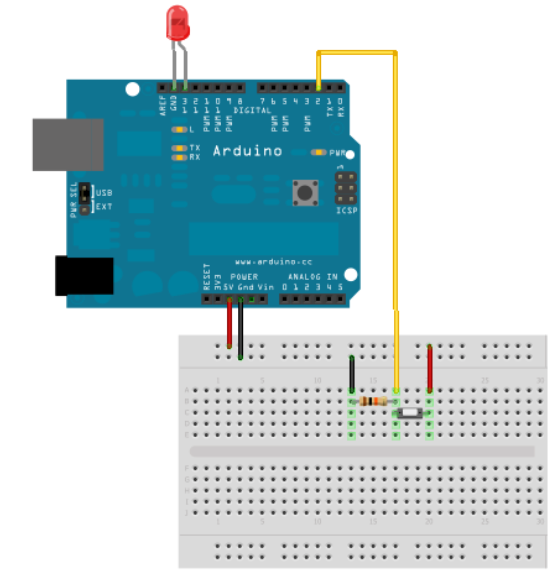 AREF
GND
13
12
11
10
9
8
7
6
5
4
3
2
1
0
PWM
PWM
PWM
PWM
PWM
PWM
TX
RX
DIGITAL
L
TX
RX
Arduino
PWR
ICSP
1
PWR SEL
USB
EXT
www.arduino.cc
RESET
3V3
5V Gnd Vin
POWER
ANALOG IN
0 1 2 3 4 5
1 5 10 15 20 25 30
A
B
C
D
E
F
G
H
I
J
1 5 10 15 20 25 30